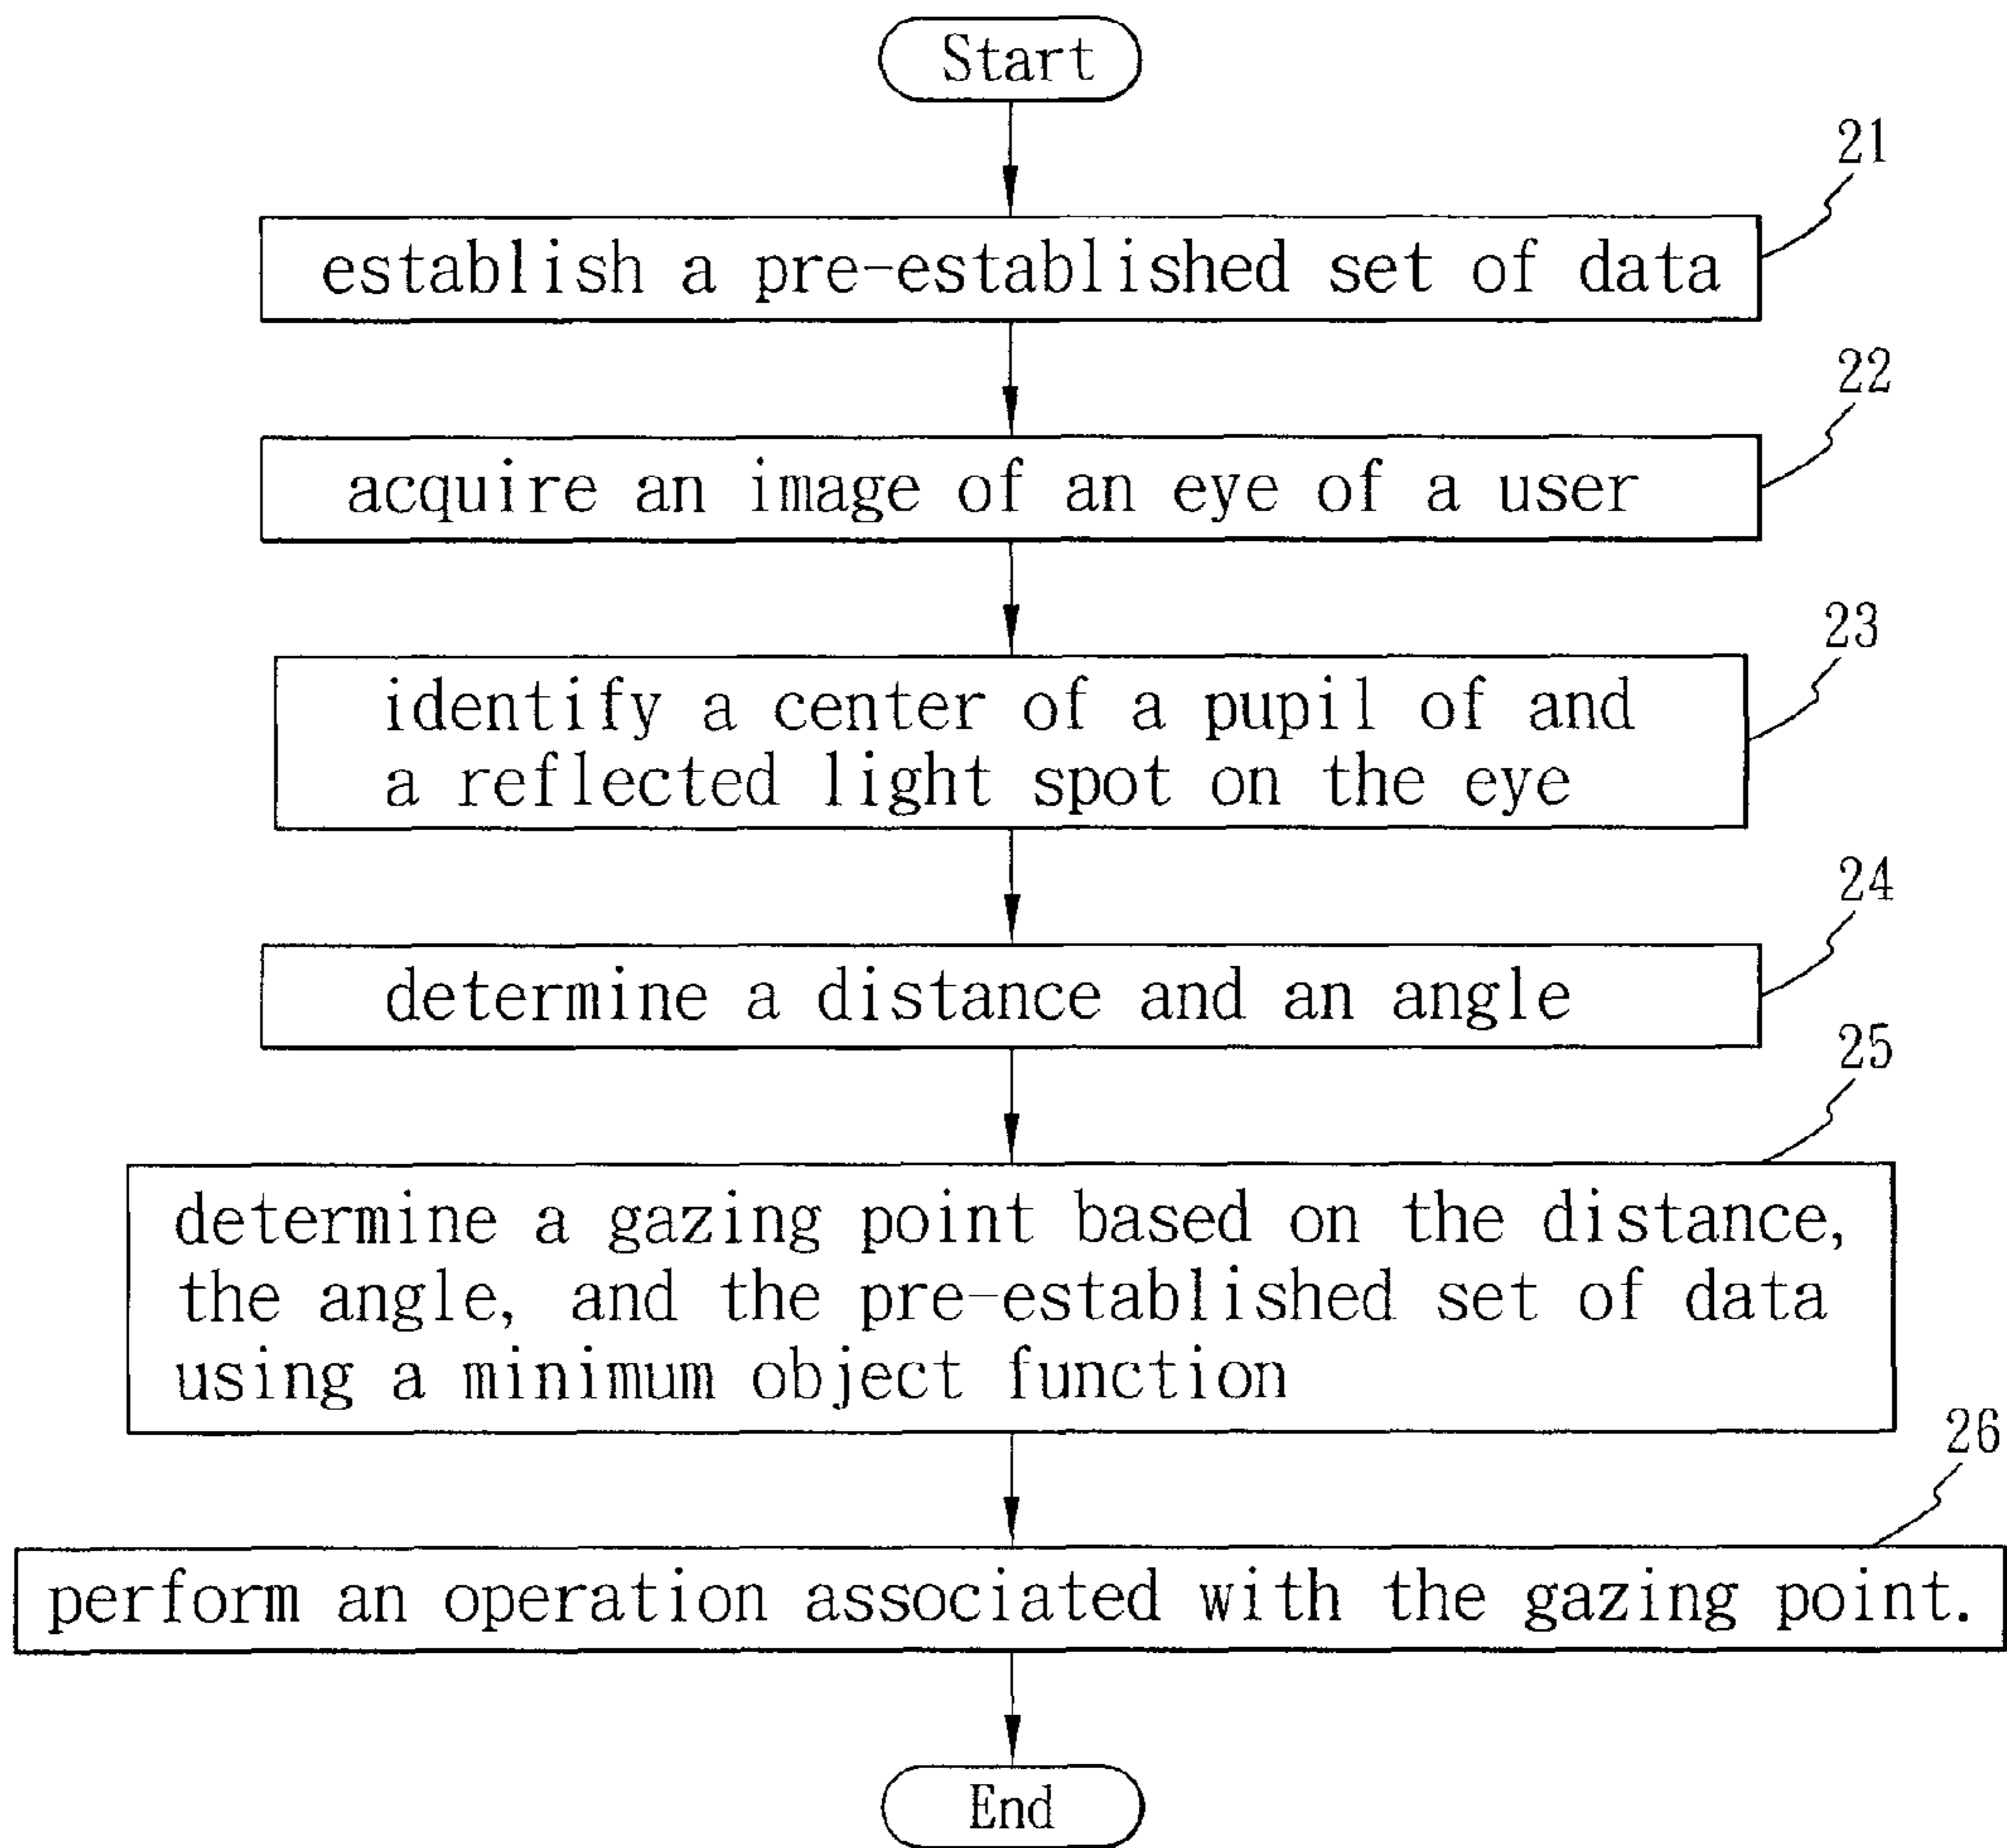 Start
21
establish a pre-established set of data
22
acquire an image of an eye of a user
23
identify a center of a pupil of and
a reflected light spot on the eye
24
determine a distance and an angle
25
determine a gazing point based on the distance,
the angle, and the pre-established set of data
using a minimum object function
26
perform an operation associated with the gazing point.
End